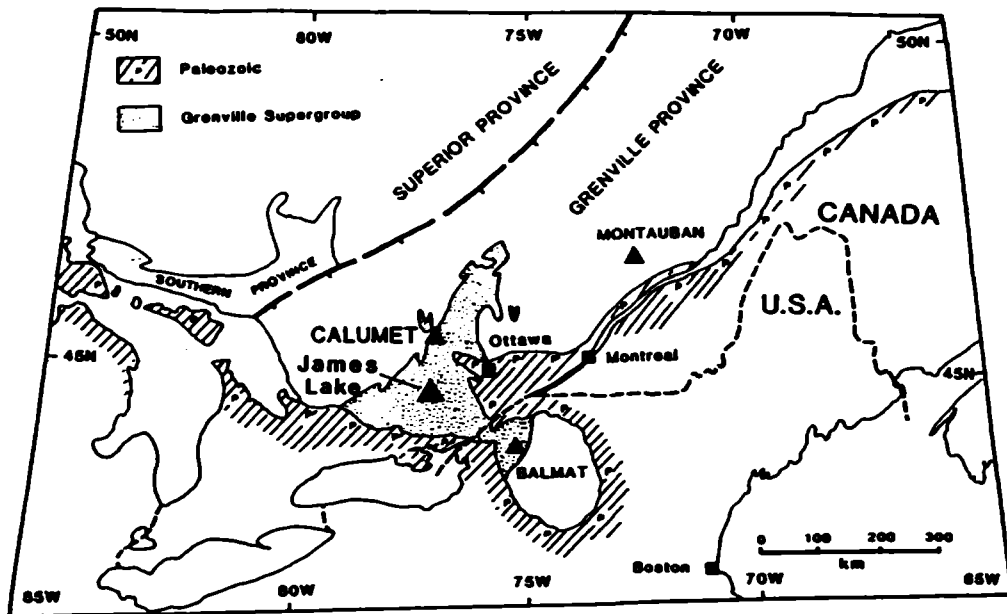 50N
80W
75W
70W
50N
Paleozoic
Grenville Supergroup
SUPERIOR PROVINCE
GRENVILLE PROVINCE
CANADA
MONTAUBAN
SOUTHERN PROVINCE
U.S.A.
CALUMET
Ottawa
45N
James
Lake
Montreal
45N
BALMAT
0 100 200 300
km
Boston
85W
80W
75W
70W
65W